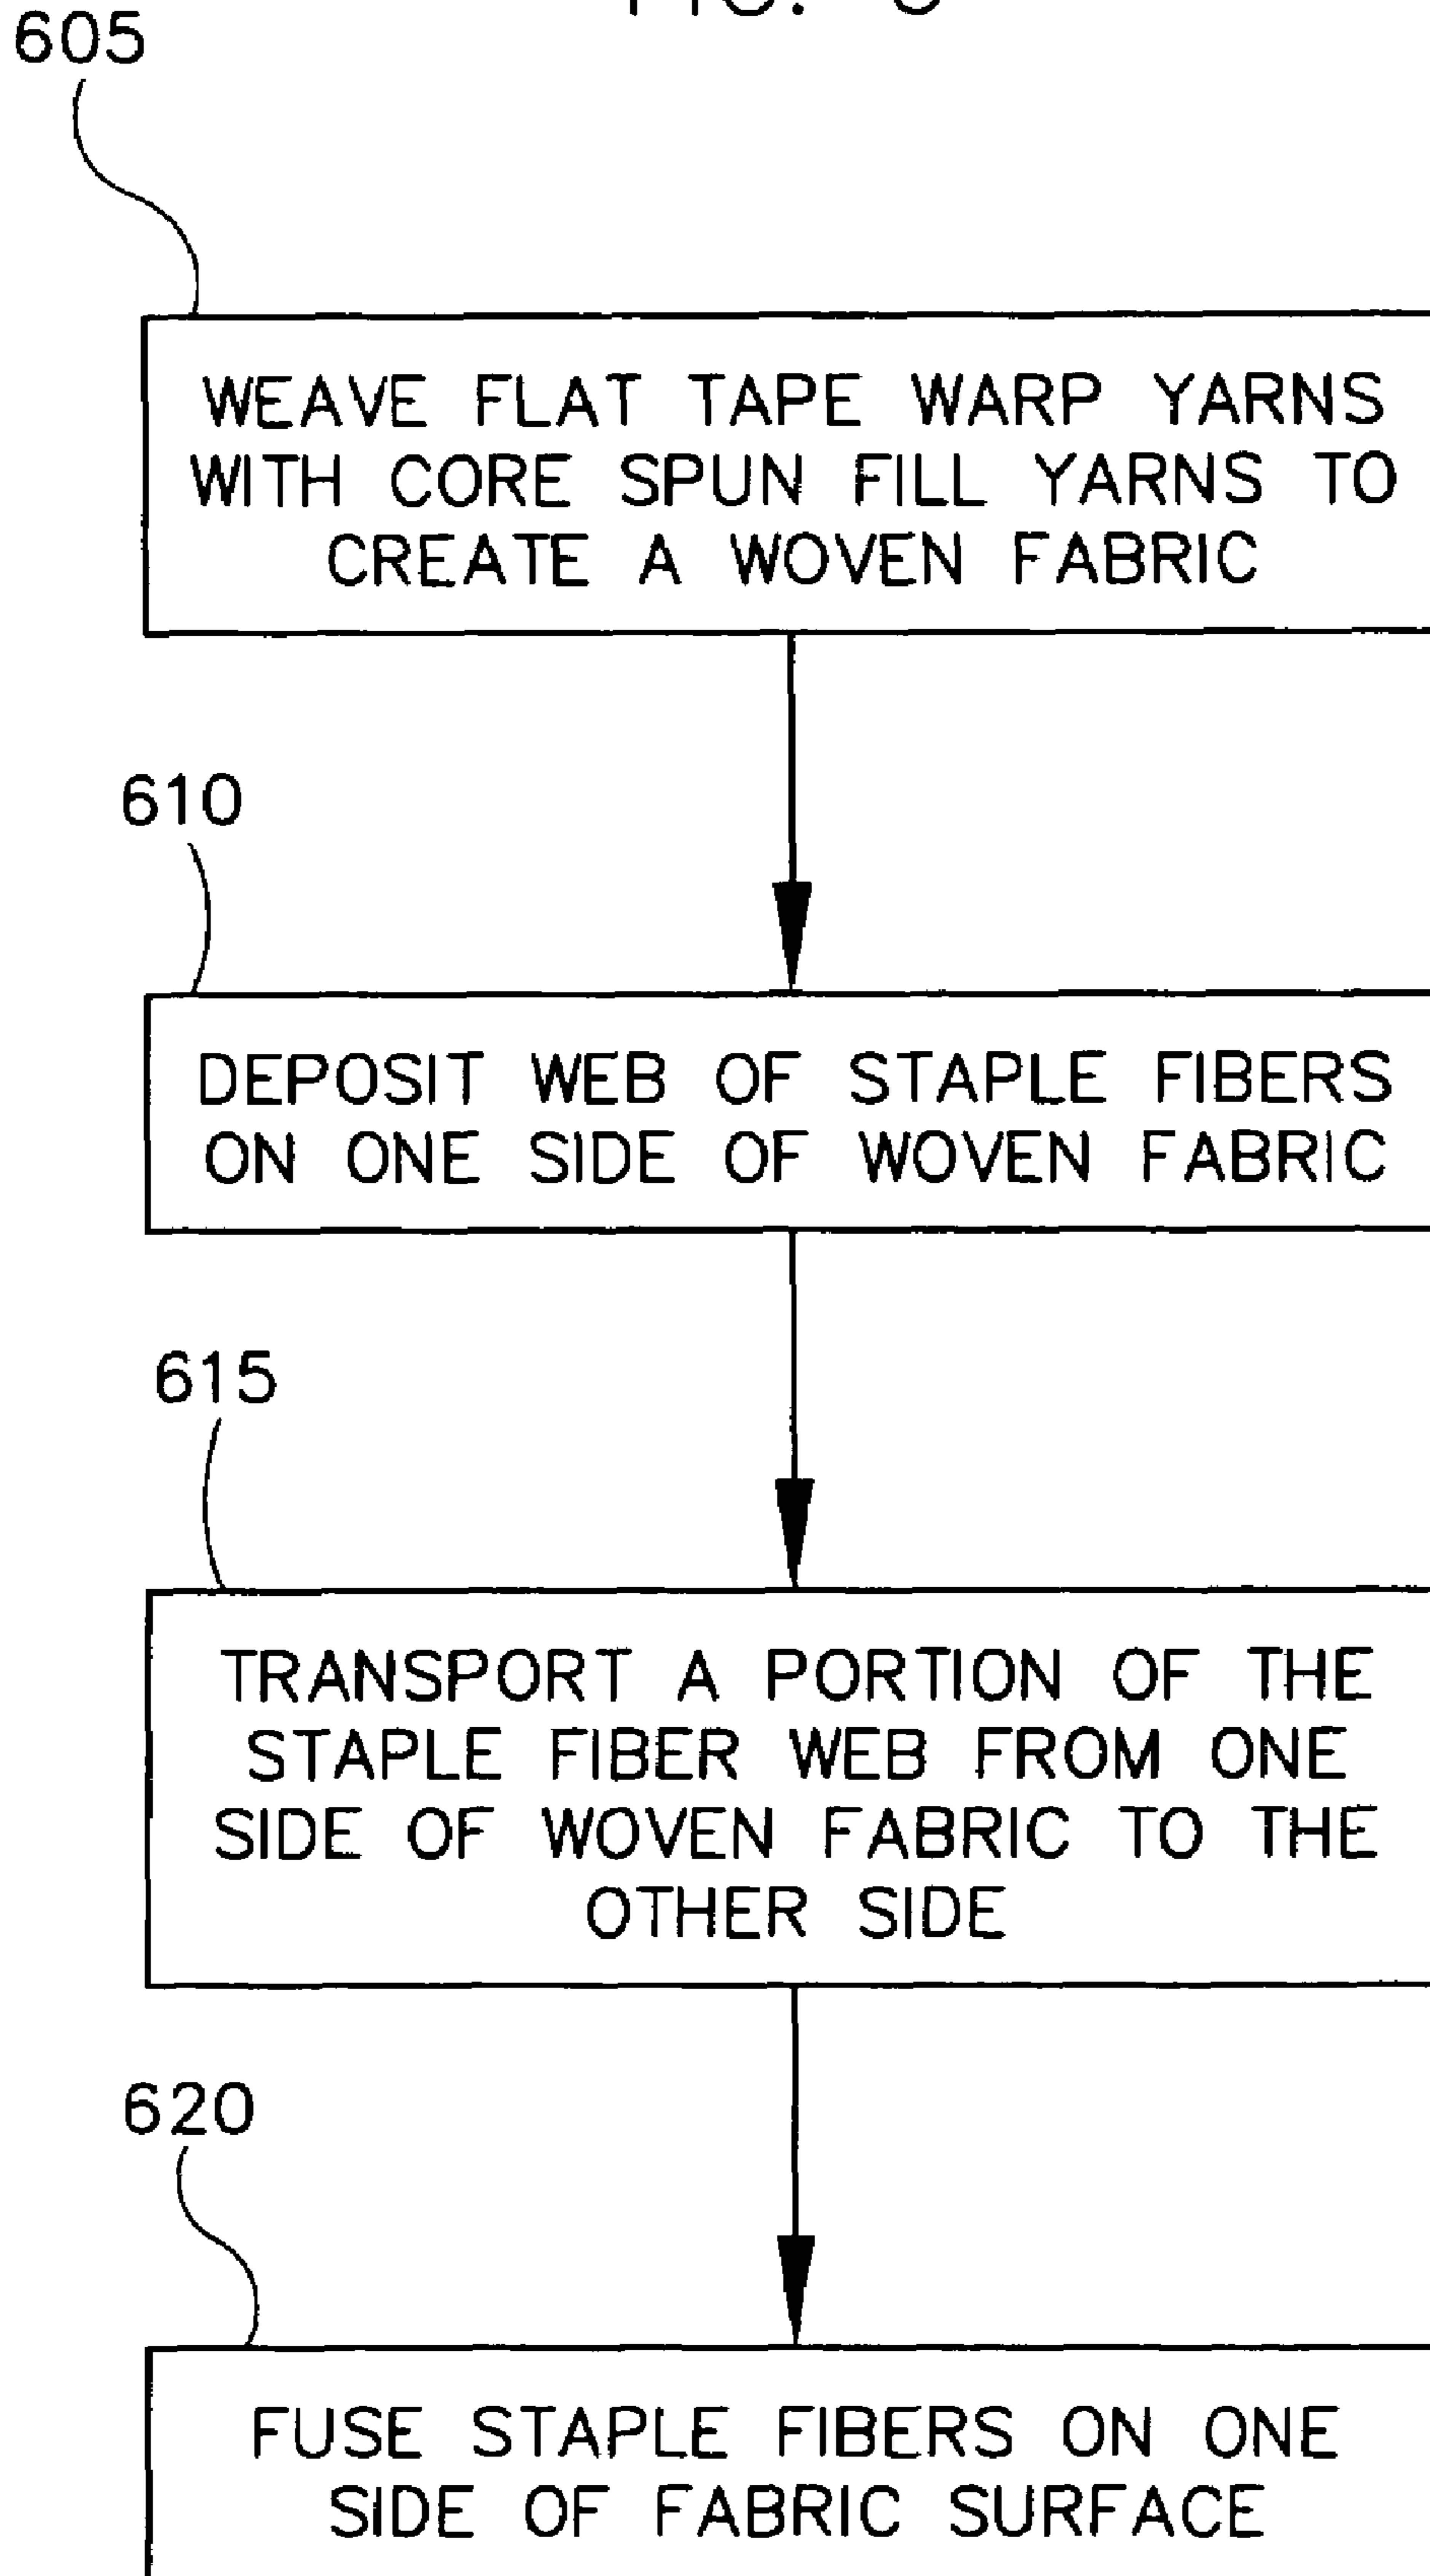 605
WEAVE FLAT TAPE WARP YARNS
WITH CORE SPUN FILL YARNS TO
CREATE A WOVEN FABRIC
610
DEPOSIT WEB OF STAPLE FIBERS
ON ONE SIDE OF WOVEN FABRIC
615
TRANSPORT A PORTION OF THE
STAPLE FIBER WEB FROM ONE
SIDE OF WOVEN FABRIC TO THE
OTHER SIDE
620
FUSE STAPLE FIBERS ON ONE
SIDE OF FABRIC SURFACE